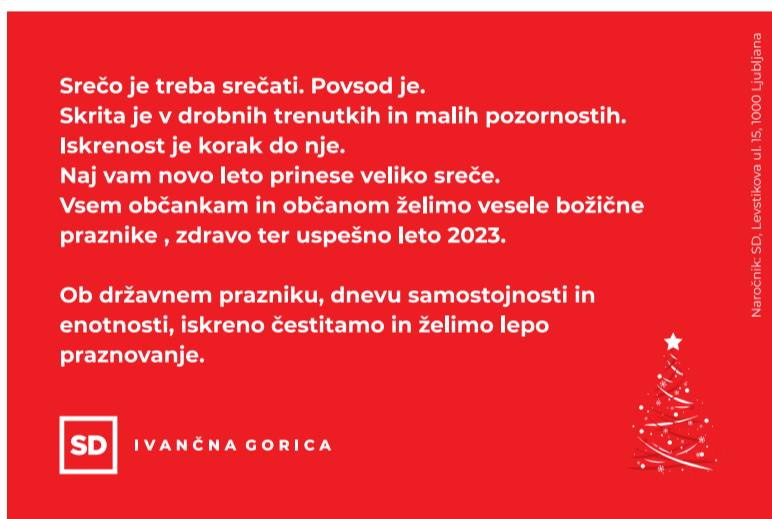 Srečo je treba srečati. Povsod je.
Skrita je v drobnih trenutkih in malih pozornostih.
Iskrenost je korak do nje.
Naj vam novo leto prinese veliko sreče.
Vsem občankam in občanom želimo vesele božične
praznike , zdravo ter uspešno leto 2023.
Ob državnem prazniku, dnevu samostojnosti in
enotnosti, iskreno čestitamo in želimo lepo
praznovanje.
SD IVANČNA GORICA
Naročnik: SD, Levstikova ul. 15, 1000 Ljubljana